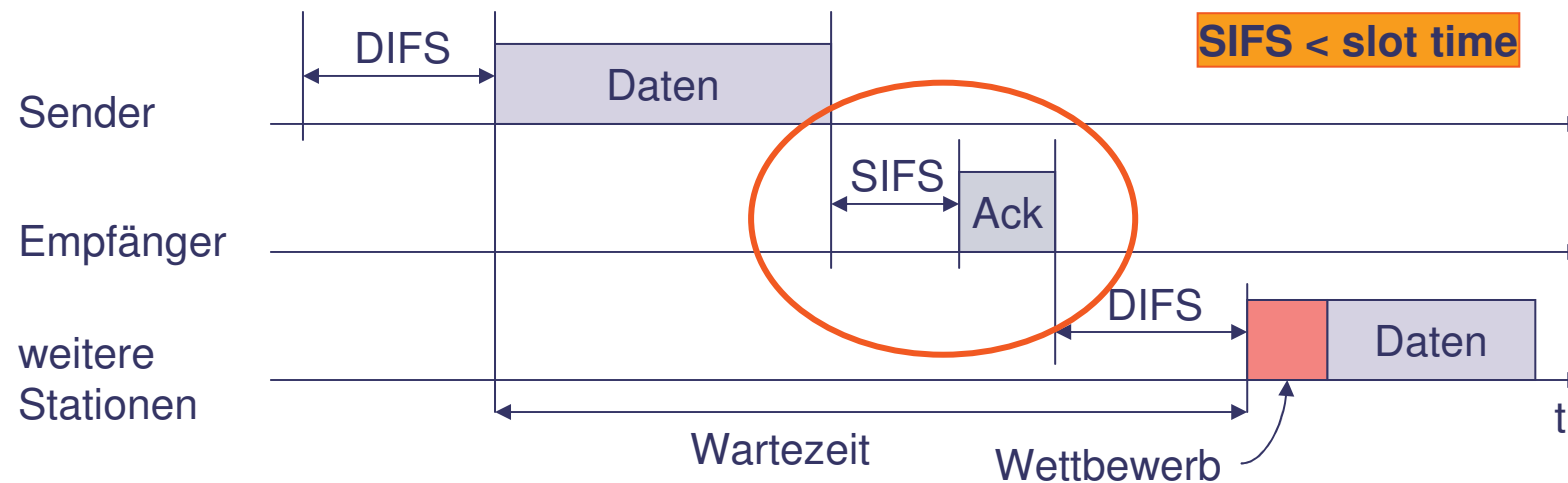 DIFS
SIFS < slot time
Daten
Sender
SIFS
Ack
Empfänger
DIFS
weitere
Stationen
Daten
t
Wartezeit
Wettbewerb